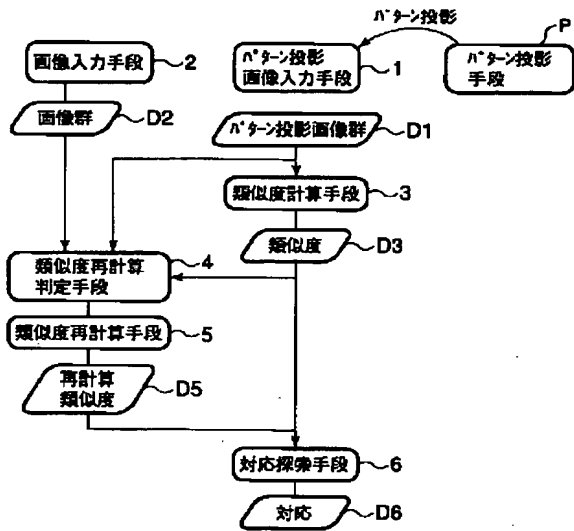 パターン投影
P
画像入力手段
2
パターン投影
画像入力手段
1
パターン投影
手段
画像群
D2
パターン投影画像群
D1
類似度計算手段
3
類似度
D3
類似度再計算
判定手段
4
類似度再計算手段
5
再計算
類似度
D5
対応探索手段
6
対応
D6